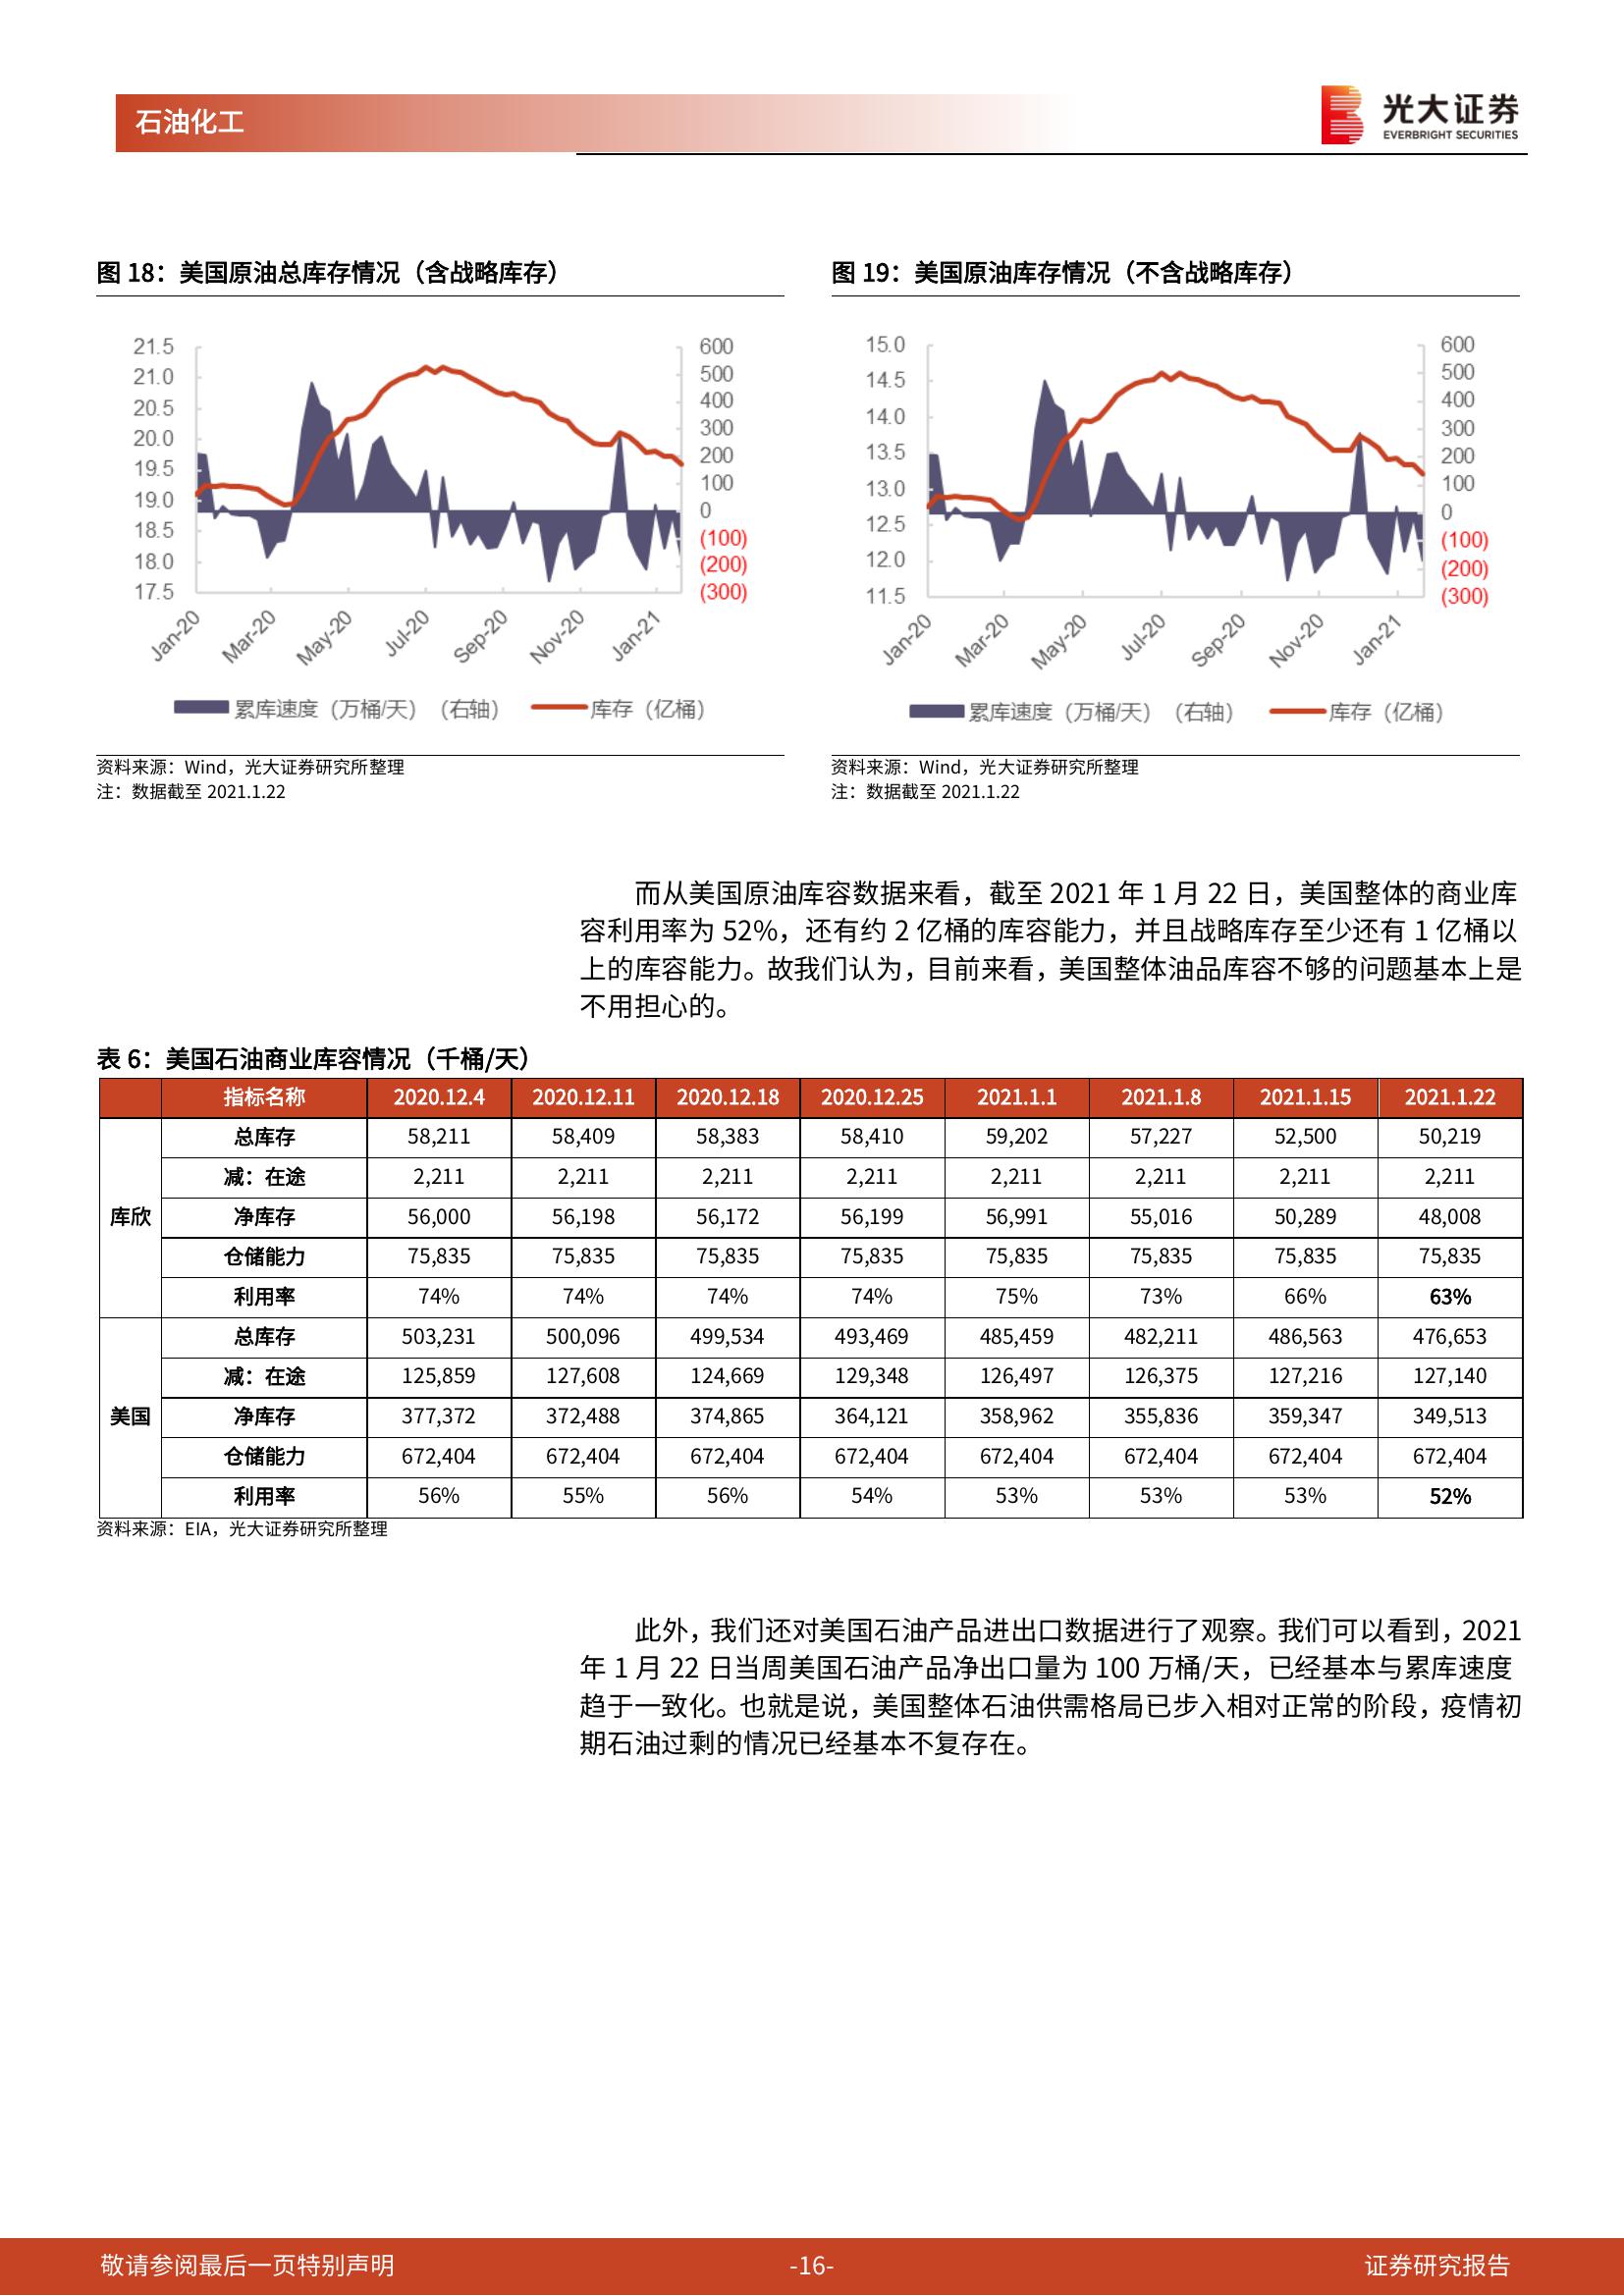 石油化工
光大证券
EVERBRIGHT SECURITIES
图 18：美国原油总库存情况（含战略库存）
21.5
21.0
20.5
20.0
19.5
19.0
18.5
18.0
17.5
600
500
400
300
200
100
0
(100)
(200)
(300)
Jan-20 Mar-20 May-20 Jul-20 Sep-20 Nov-20 Jan-21
累库速度（万桶/天）（右轴） 库存（亿桶）
资料来源：Wind，光大证券研究所整理
注：数据截至 2021.1.22
图 19：美国原油库存情况（不含战略库存）
15.0
14.5
14.0
13.5
13.0
12.5
12.0
11.5
600
500
400
300
200
100
0
(100)
(200)
(300)
Jan-20 Mar-20 May-20 Jul-20 Sep-20 Nov-20 Jan-21
累库速度（万桶/天）（右轴） 库存（亿桶）
资料来源：Wind，光大证券研究所整理
注：数据截至 2021.1.22
而从美国原油库容数据来看，截至 2021 年 1 月 22 日，美国整体的商业库
容利用率为 52%，还有约 2 亿桶的库容能力，并且战略库存至少还有 1 亿桶以
上的库容能力。故我们认为，目前来看，美国整体油品库容不够的问题基本上是
不用担心的。
表 6：美国石油商业库容情况（千桶/天）
指标名称 2020.12.4 2020.12.11 2020.12.18 2020.12.25 2021.1.1 2021.1.8 2021.1.15 2021.1.22
总库存 58,211 58,409 58,383 58,410 59,202 57,227 52,500 50,219
减：在途 2,211 2,211 2,211 2,211 2,211 2,211 2,211 2,211
库欣 净库存 56,000 56,198 56,172 56,199 56,991 55,016 50,289 48,008
仓储能力 75,835 75,835 75,835 75,835 75,835 75,835 75,835 75,835
利用率 74% 74% 74% 74% 75% 73% 66% 63%
总库存 503,231 500,096 499,534 493,469 485,459 482,211 486,563 476,653
减：在途 125,859 127,608 124,669 129,348 126,497 126,375 127,216 127,140
美国 净库存 377,372 372,488 374,865 364,121 358,962 355,836 359,347 349,513
仓储能力 672,404 672,404 672,404 672,404 672,404 672,404 672,404 672,404
利用率 56% 55% 56% 54% 53% 53% 53% 52%
资料来源：EIA，光大证券研究所整理
此外，我们还对美国石油产品进出口数据进行了观察。我们可以看到，2021
年 1 月 22 日当周美国石油产品净出口量为 100 万桶/天，已经基本与累库速度
趋于一致化。也就是说，美国整体石油供需格局已步入相对正常的阶段，疫情初
期石油过剩的情况已经基本不复存在。
敬请参阅最后一页特别声明 -16- 证券研究报告